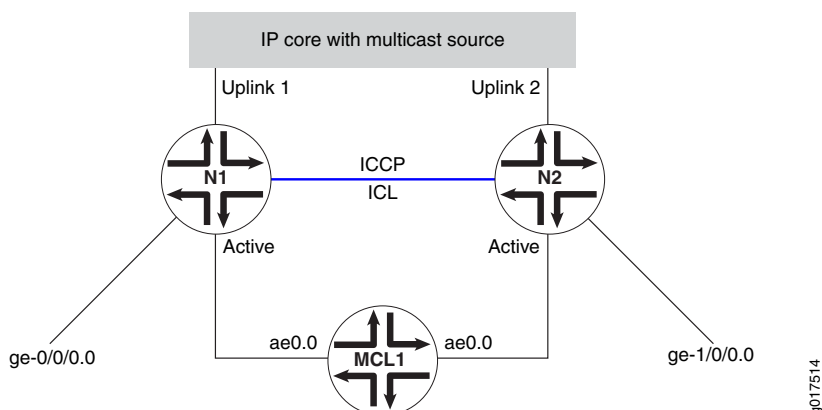 IP core with multicast source
Uplink 1
Uplink 2
N1
ICCP
ICL
N2
Active
Active
ge-0/0/0.0
ae0.0
MCL1
ae0.0
ge-1/0/0.0
g017514